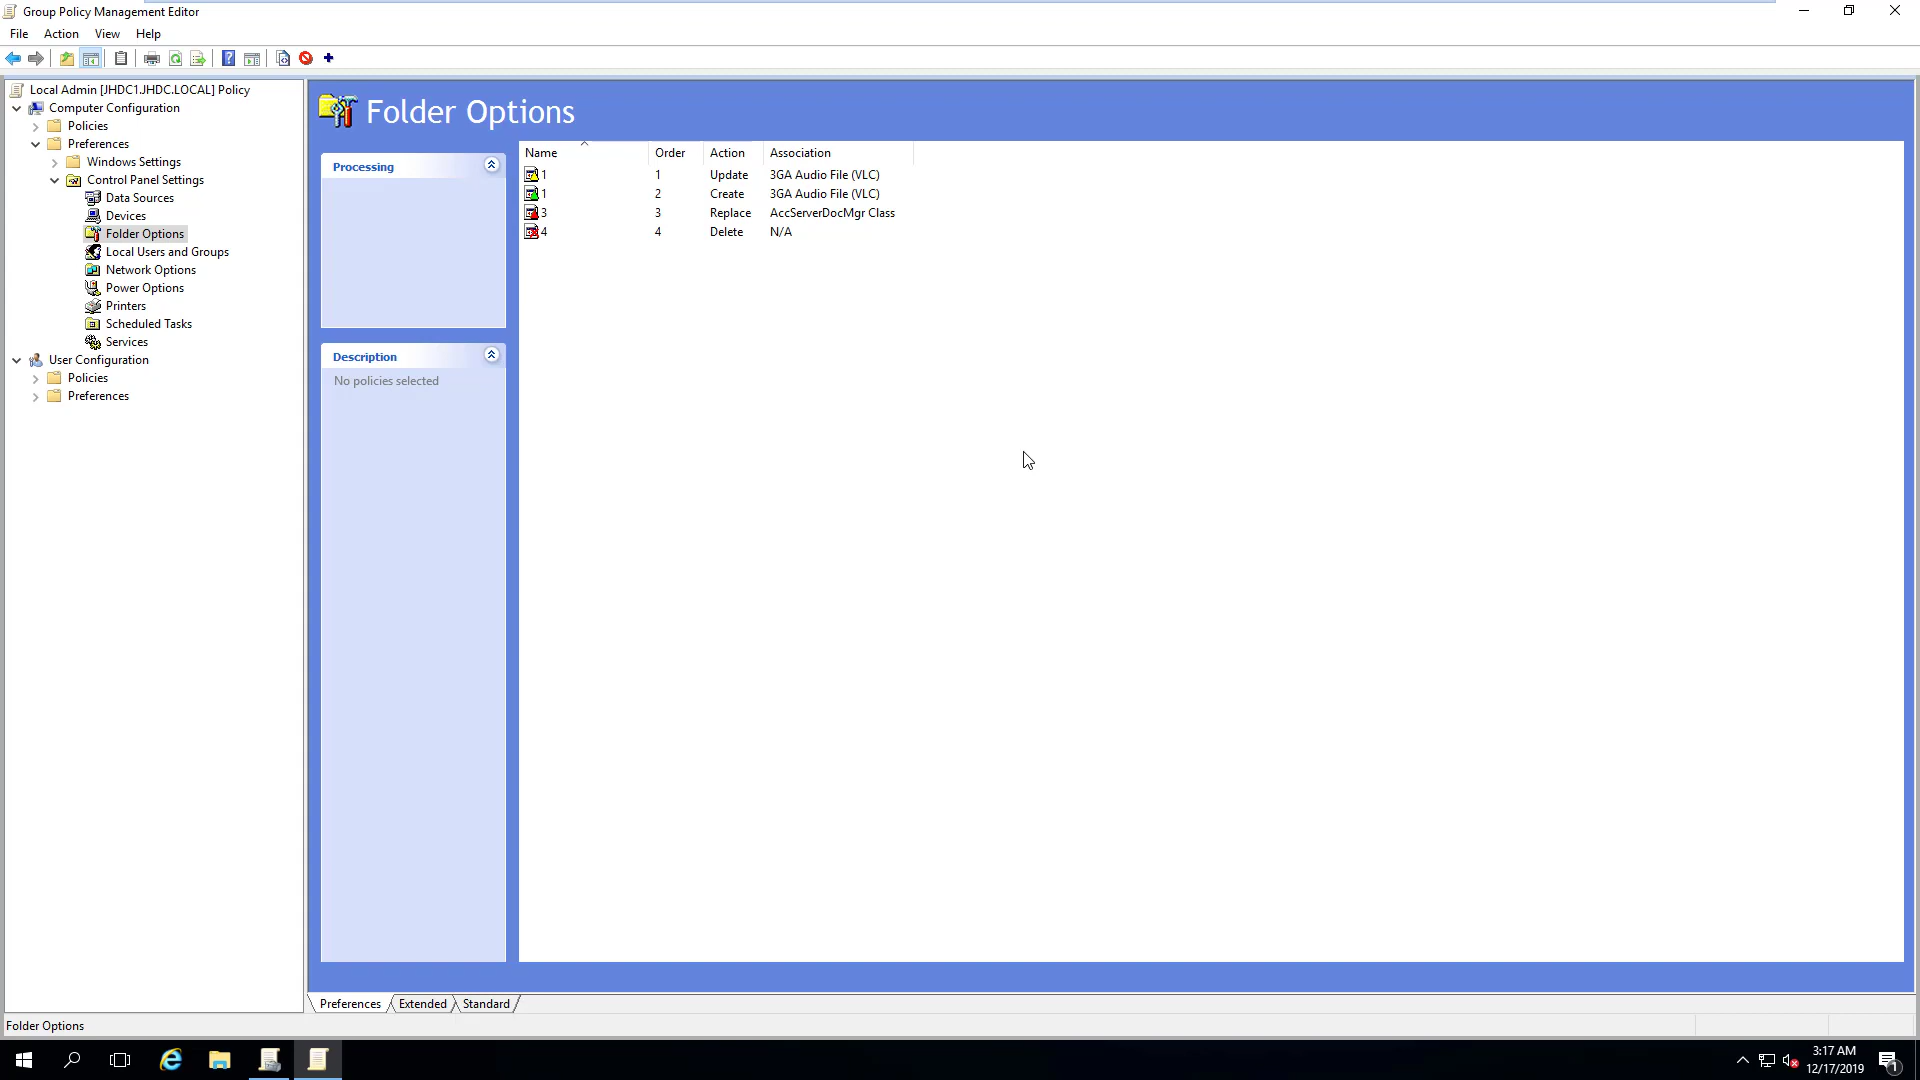 Group Policy Management Editor
File Action View Help
Local Admin [JHDC1.JHDC.LOCAL] Policy
Computer Configuration
Policies
Preferences
Windows Settings
Control Panel Settings
Data Sources
Devices
Folder Options
Local Users and Groups
Network Options
Power Options
Printers
Scheduled Tasks
Services
User Configuration
Policies
Preferences
Folder Options
Processing
Description
No policies selected
Name Order Action Association
1 1 Update 3GA Audio File (VLC)
1 2 Create 3GA Audio File (VLC)
3 3 Replace AccServerDocMgr Class
4 4 Delete N/A
Preferences Extended Standard
Folder Options
3:17 AM
12/17/2019
1